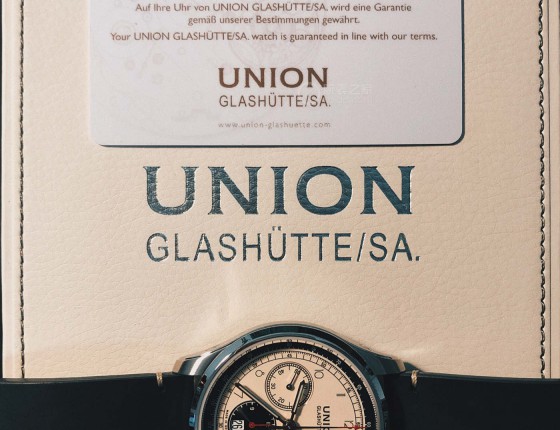 Auf Ihre Uhr von UNION GLASHÜTTE/SA. wird eine Garantie
gemäß unserer Bestimmungen gewährt.
Your UNION GLASHÜTTE/SA. watch is guaranteed in line with our terms.
UNION
GLASHÜTTE/SA.
www.union-glashuette.com
UNION
GLASHÜTTE/SA.
UNION